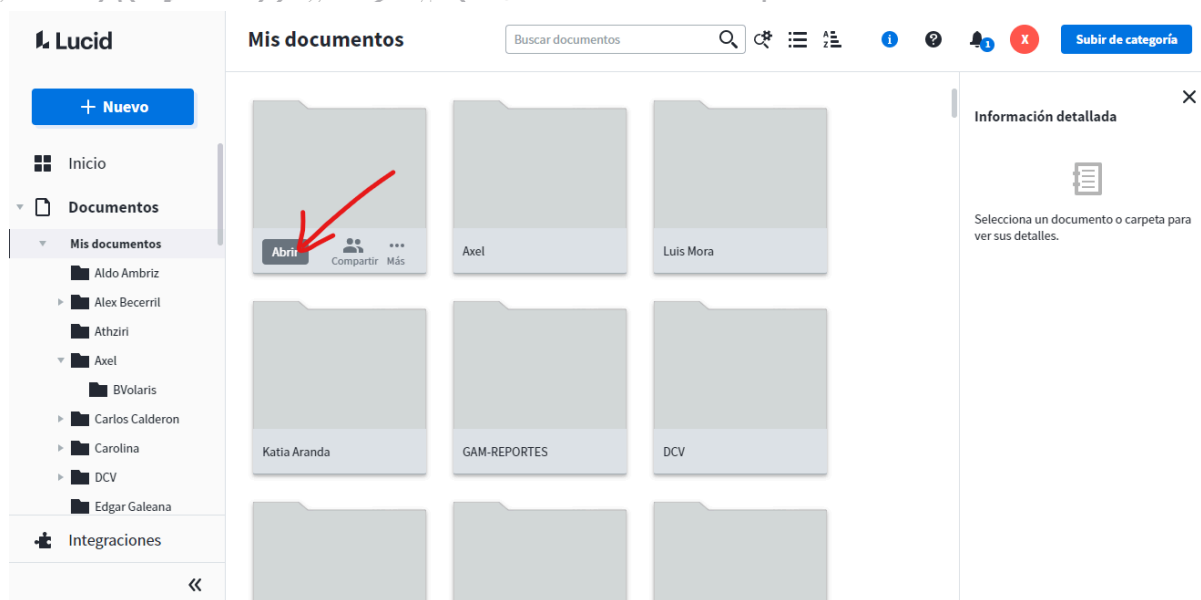 Lucid
Mis documentos
Buscar documentos
A
Z
i
?
1
X
Subir de categoría
+ Nuevo
Inicio
Documentos
Mis documentos
Aldo Ambriz
Alex Becerril
Athziri
Axel
BVolaris
Carlos Calderon
Carolina
DCV
Edgar Galeana
Integraciones
Abrir
Compartir
Más
Axel
Luis Mora
Katia Aranda
GAM-REPORTES
DCV
Información detallada
Selecciona un documento o carpeta para
ver sus detalles.